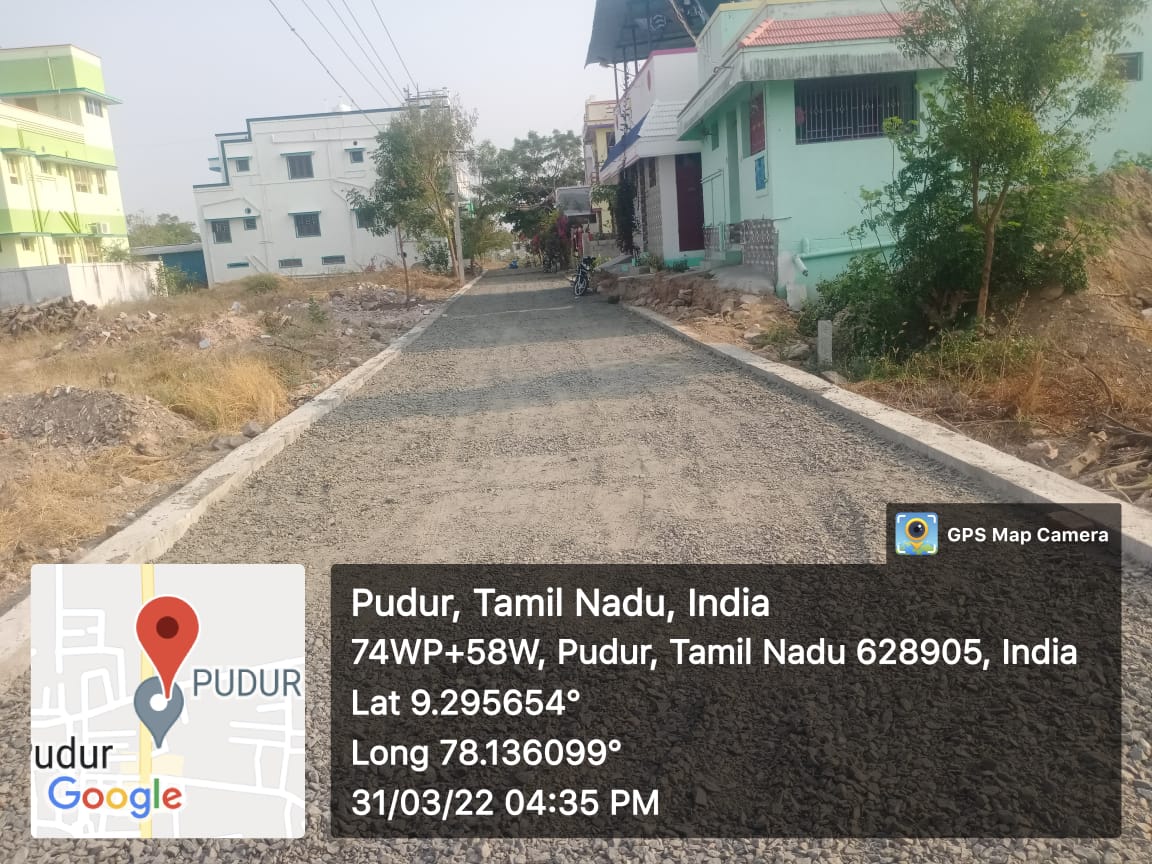 GPS Map Camera
Pudur, Tamil Nadu, India
74WP+58W, Pudur, Tamil Nadu 628905, India
Lat 9.295654°
Long 78.136099°
31/03/22 04:35 PM
PUDUR
udur
Google